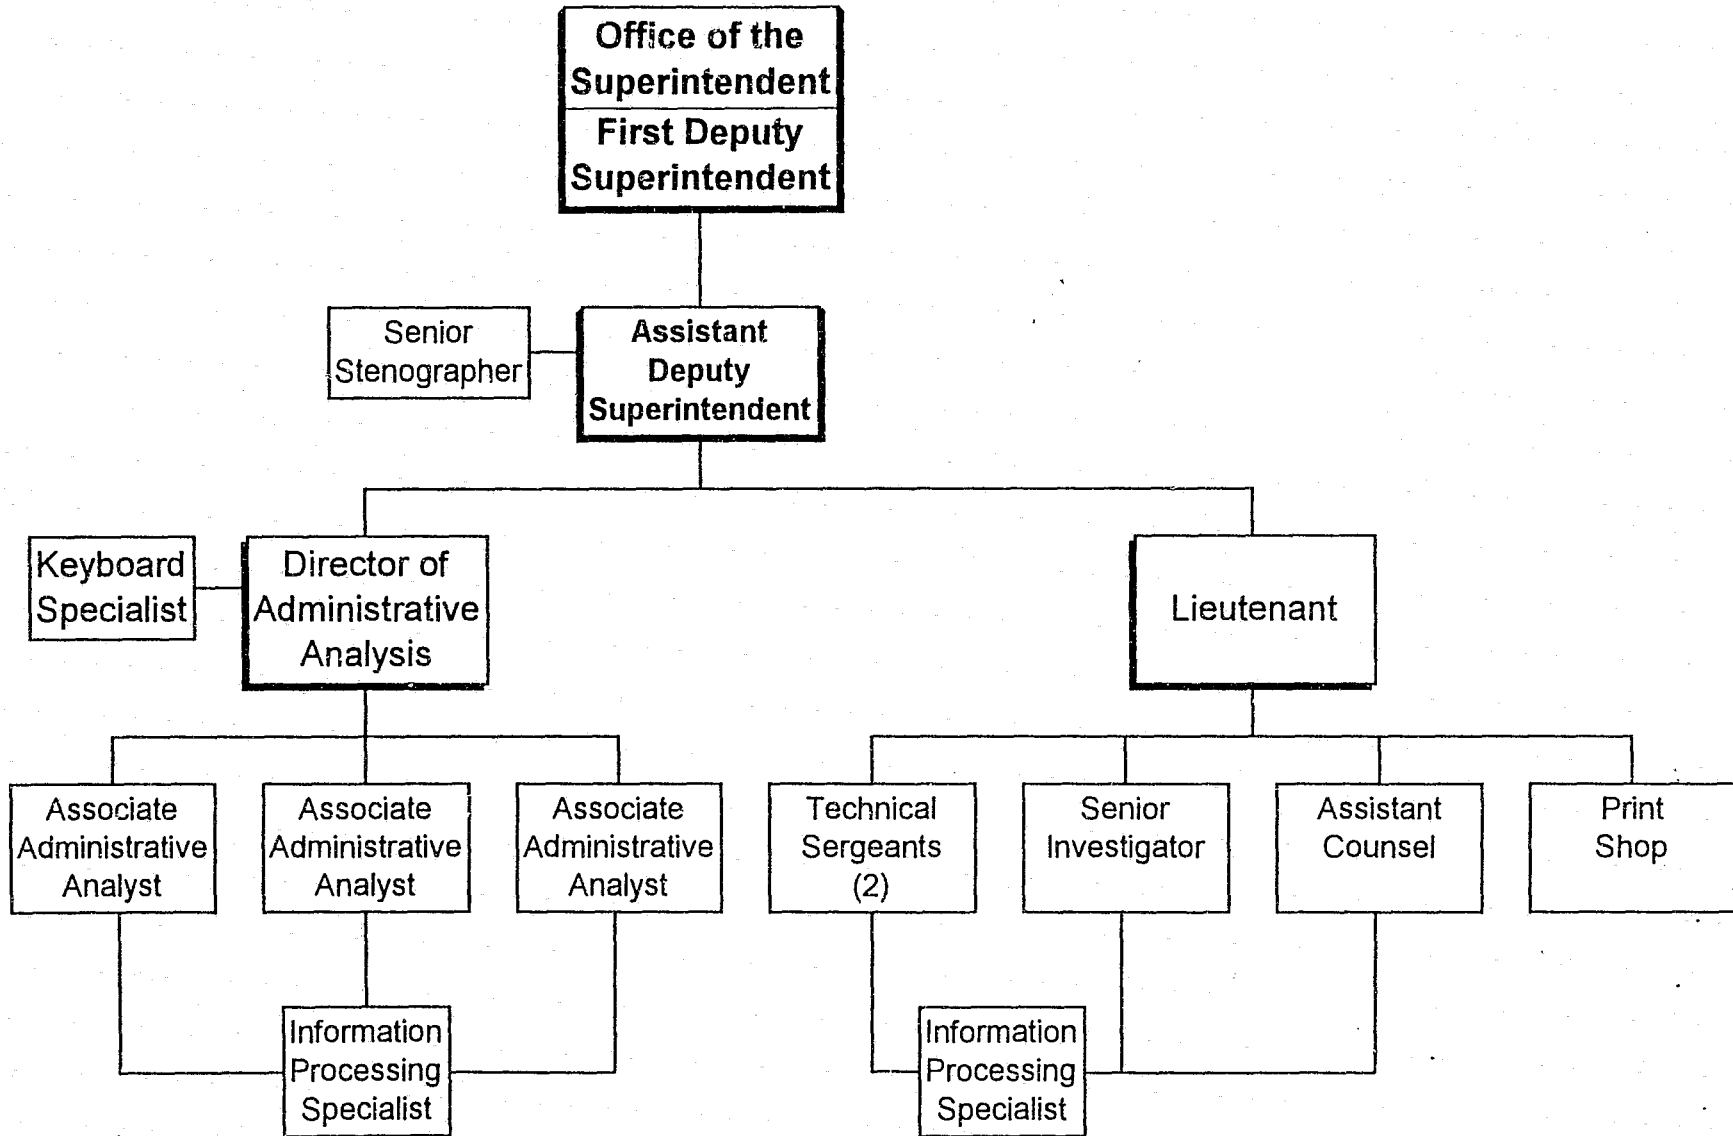 Office of the
Superintendent
First Deputy
Superintendent
Senior
Stenographer
Assistant
Deputy
Superintendent
Keyboard
Specialist
Director of
Administrative
Analysis
Lieutenant
Associate
Administrative
Analyst
Associate
Administrative
Analyst
Associate
Administrative
Analyst
Technical
Sergeants
(2)
Senior
Investigator
Assistant
Counsel
Print
Shop
Information
Processing
Specialist
Information
Processing
Specialist